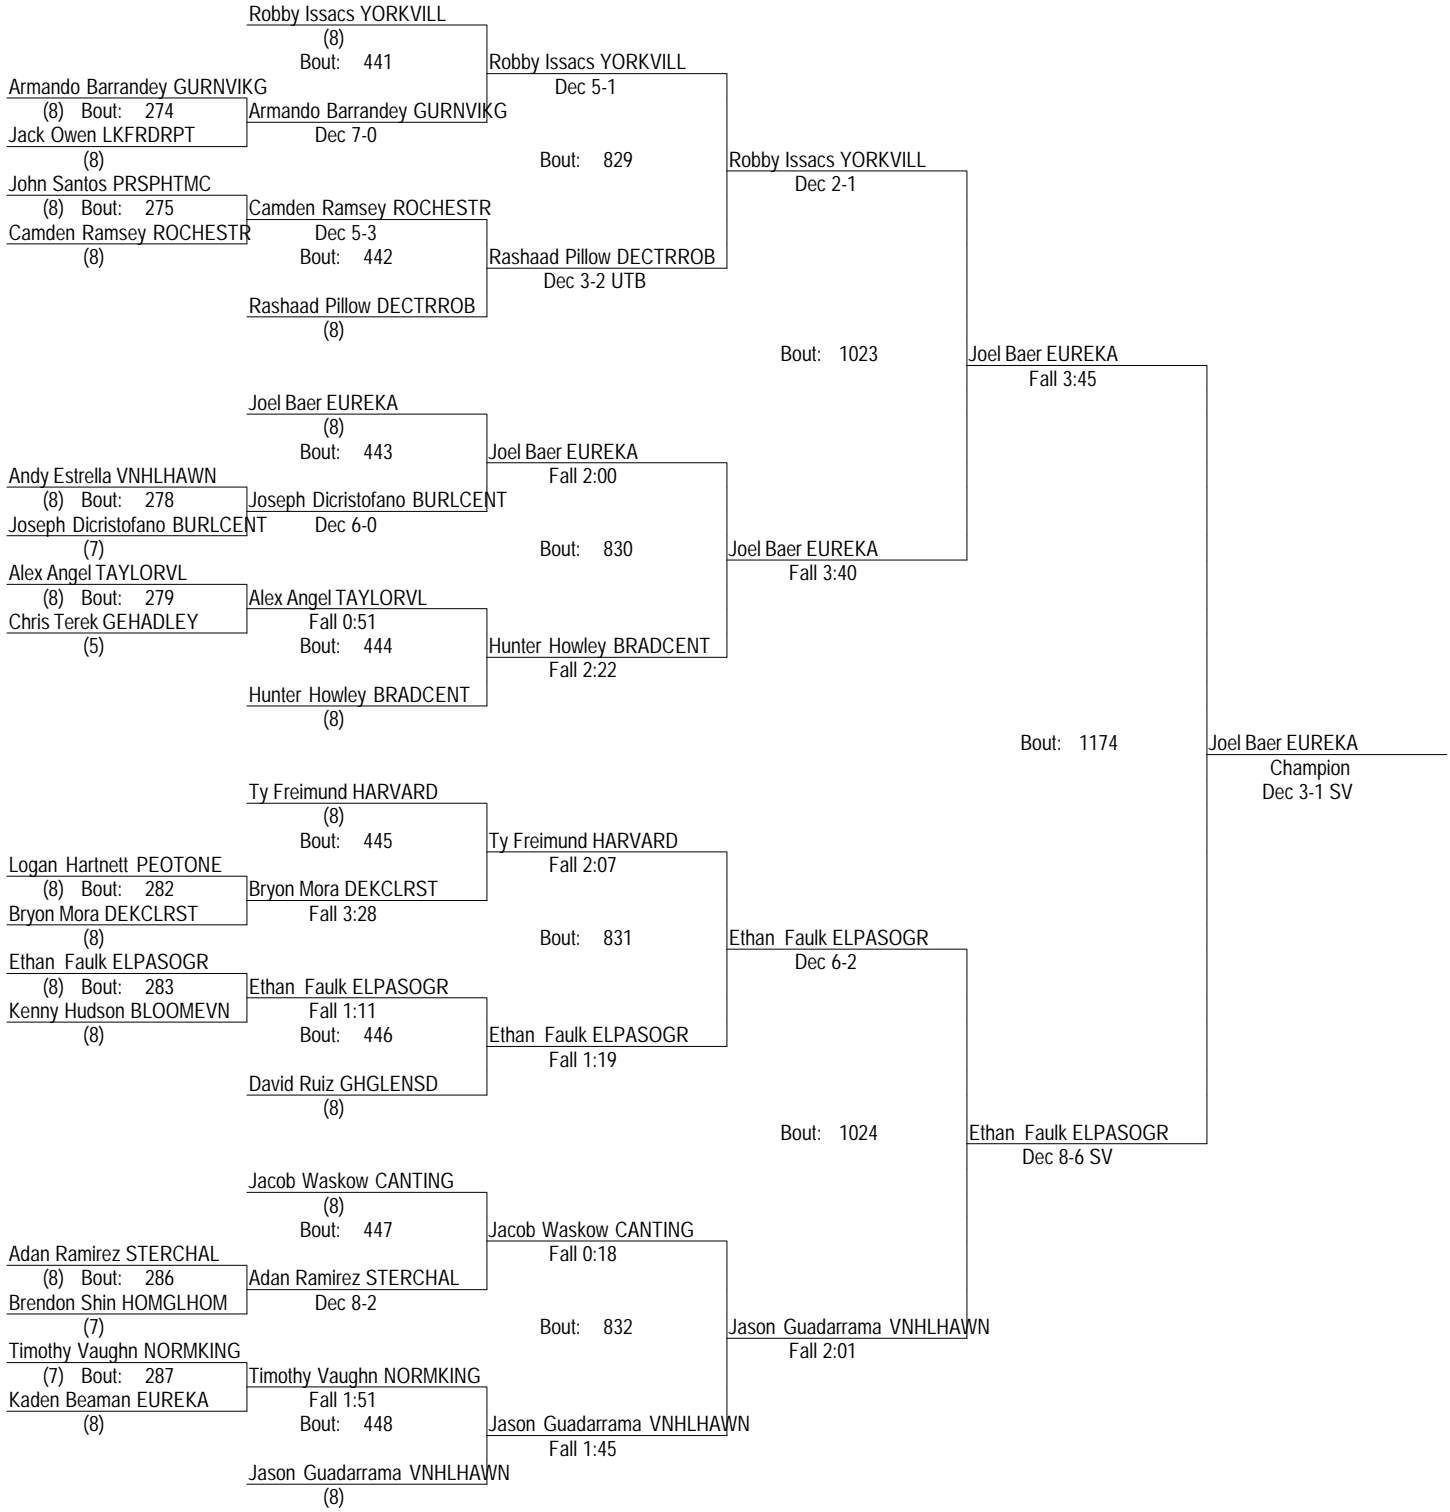 Robby Issacs YORKVILL
(8)
Bout: 441
Robby Issacs YORKVILL
Armando Barrandey GURNVIKG
Dec 5-1
(8) Bout: 274
Armando Barrandey GURNVIKG
Jack Owen LKFRDRPT
Dec 7-0
(8)
Bout: 829
Robby Issacs YORKVILL
John Santos PRSPHTMC
Dec 2-1
(8) Bout: 275
Camden Ramsey ROCHESTR
Camden Ramsey ROCHESTR
Dec 5-3
(8)
Bout: 442
Rashaad Pillow DECTRROB
Dec 3-2 UTB
Rashaad Pillow DECTRROB
(8)
Bout: 1023
Joel Baer EUREKA
Fall 3:45
Joel Baer EUREKA
(8)
Bout: 443
Joel Baer EUREKA
Andy Estrella VNHLHAWN
Fall 2:00
(8) Bout: 278
Joseph Dicristofano BURLCENT
Joseph Dicristofano BURLCENT
Dec 6-0
(7)
Bout: 830
Joel Baer EUREKA
Alex Angel TAYLORVL
Fall 3:40
(8) Bout: 279
Alex Angel TAYLORVL
Chris Terek GEHADLEY
Fall 0:51
(5)
Bout: 444
Hunter Howley BRADCENT
Fall 2:22
Hunter Howley BRADCENT
(8)
Bout: 1174
Joel Baer EUREKA
Champion
Dec 3-1 SV
Ty Freimund HARVARD
(8)
Bout: 445
Ty Freimund HARVARD
Logan Hartnett PEOTONE
Fall 2:07
(8) Bout: 282
Bryon Mora DEKCLRST
Bryon Mora DEKCLRST
Fall 3:28
(8)
Bout: 831
Ethan Faulk ELPASOGR
Ethan Faulk ELPASOGR
Dec 6-2
(8) Bout: 283
Ethan Faulk ELPASOGR
Kenny Hudson BLOOMEVN
Fall 1:11
(8)
Bout: 446
Ethan Faulk ELPASOGR
Fall 1:19
David Ruiz GHGLENSD
(8)
Bout: 1024
Ethan Faulk ELPASOGR
Dec 8-6 SV
Jacob Waskow CANTING
(8)
Bout: 447
Jacob Waskow CANTING
Adan Ramirez STERCHAL
Fall 0:18
(8) Bout: 286
Adan Ramirez STERCHAL
Brendon Shin HOMGLHOM
Dec 8-2
(7)
Bout: 832
Jason Guadarrama VNHLHAWN
Timothy Vaughn NORMKING
Fall 2:01
(7) Bout: 287
Timothy Vaughn NORMKING
Kaden Beaman EUREKA
Fall 1:51
(8)
Bout: 448
Jason Guadarrama VNHLHAWN
Fall 1:45
Jason Guadarrama VNHLHAWN
(8)